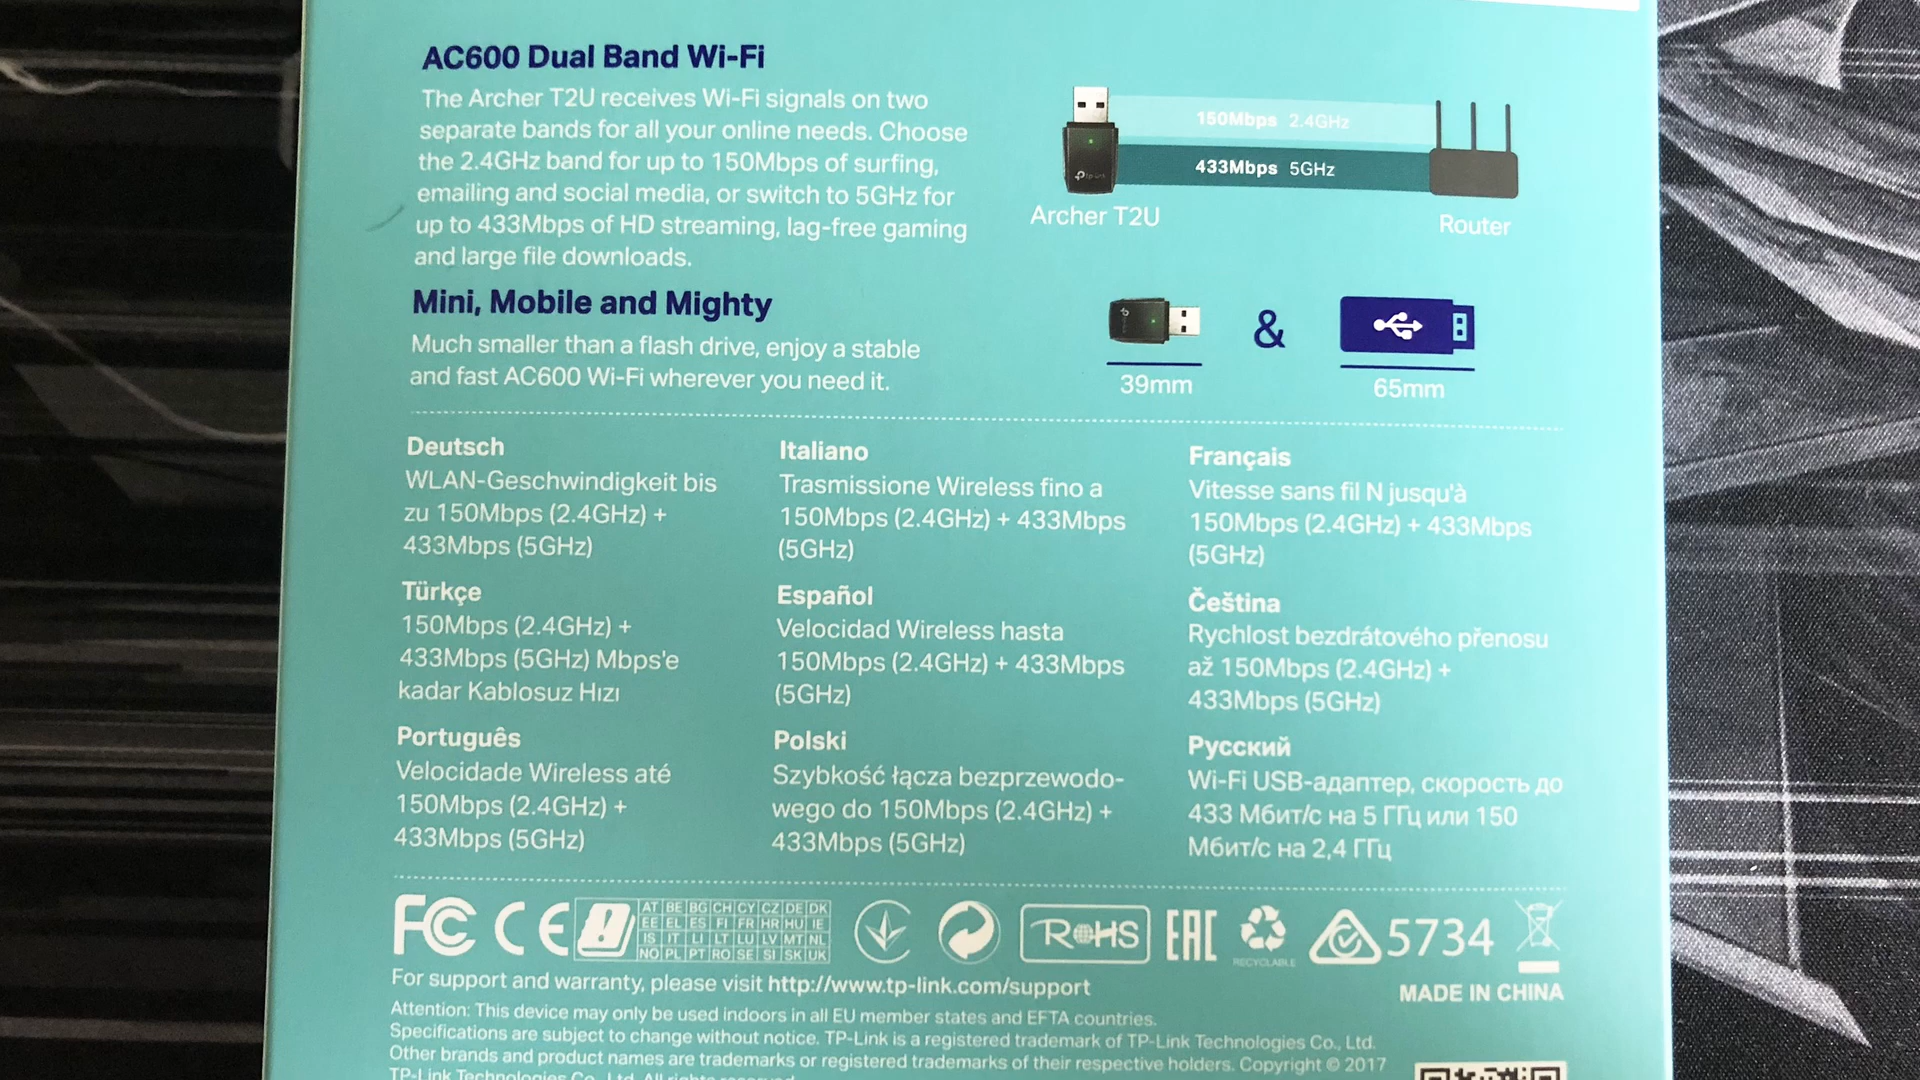 AC600 Dual Band Wi-Fi
The Archer T2U receives Wi-Fi signals on two
separate bands for all your online needs. Choose
the 2.4GHz band for up to 150Mbps of surfing,
emailing and social media, or switch to 5GHz for
up to 433Mbps of HD streaming, lag-free gaming
and large file downloads.
150Mbps 2.4GHz
433Mbps 5GHz
tp-link
Archer T2U
Router
Mini, Mobile and Mighty
Much smaller than a flash drive, enjoy a stable
and fast AC600 Wi-Fi wherever you need it.
&
39mm
65mm
Deutsch
WLAN-Geschwindigkeit bis
zu 150Mbps (2.4GHz) +
433Mbps (5GHz)
Italiano
Trasmissione Wireless fino a
150Mbps (2.4GHz) + 433Mbps
(5GHz)
Français
Vitesse sans fil N jusqu'à
150Mbps (2.4GHz) + 433Mbps
(5GHz)
Türkçe
150Mbps (2.4GHz) +
433Mbps (5GHz) Mbps'e
kadar Kablosuz Hızı
Español
Velocidad Wireless hasta
150Mbps (2.4GHz) + 433Mbps
(5GHz)
Čeština
Rychlost bezdrátového přenosu
až 150Mbps (2.4GHz) +
433Mbps (5GHz)
Português
Velocidade Wireless até
150Mbps (2.4GHz) +
433Mbps (5GHz)
Polski
Szybkość łącza bezprzewodo-
wego do 150Mbps (2.4GHz) +
433Mbps (5GHz)
Русский
Wi-Fi USB-адаптер, скорость до
433 Мбит/с на 5 ГГц или 150
Мбит/с на 2,4 ГГц
FC CE
AT BE BG CH CY CZ DE DK
EE EL ES FI FR HR HU IE
IS IT LI LT LU LV MT NL
NO PL PT RO SE SI SK UK
RoHS
EAC
RECYCLABLE
5734
For support and warranty, please visit http://www.tp-link.com/support
MADE IN CHINA
Attention: This device may only be used indoors in all EU member states and EFTA countries.
Specifications are subject to change without notice. TP-Link is a registered trademark of TP-Link Technologies Co., Ltd.
Other brands and product names are trademarks or registered trademarks of their respective holders. Copyright © 2017
TP-Link Technologies Co., Ltd. All rights reserved.